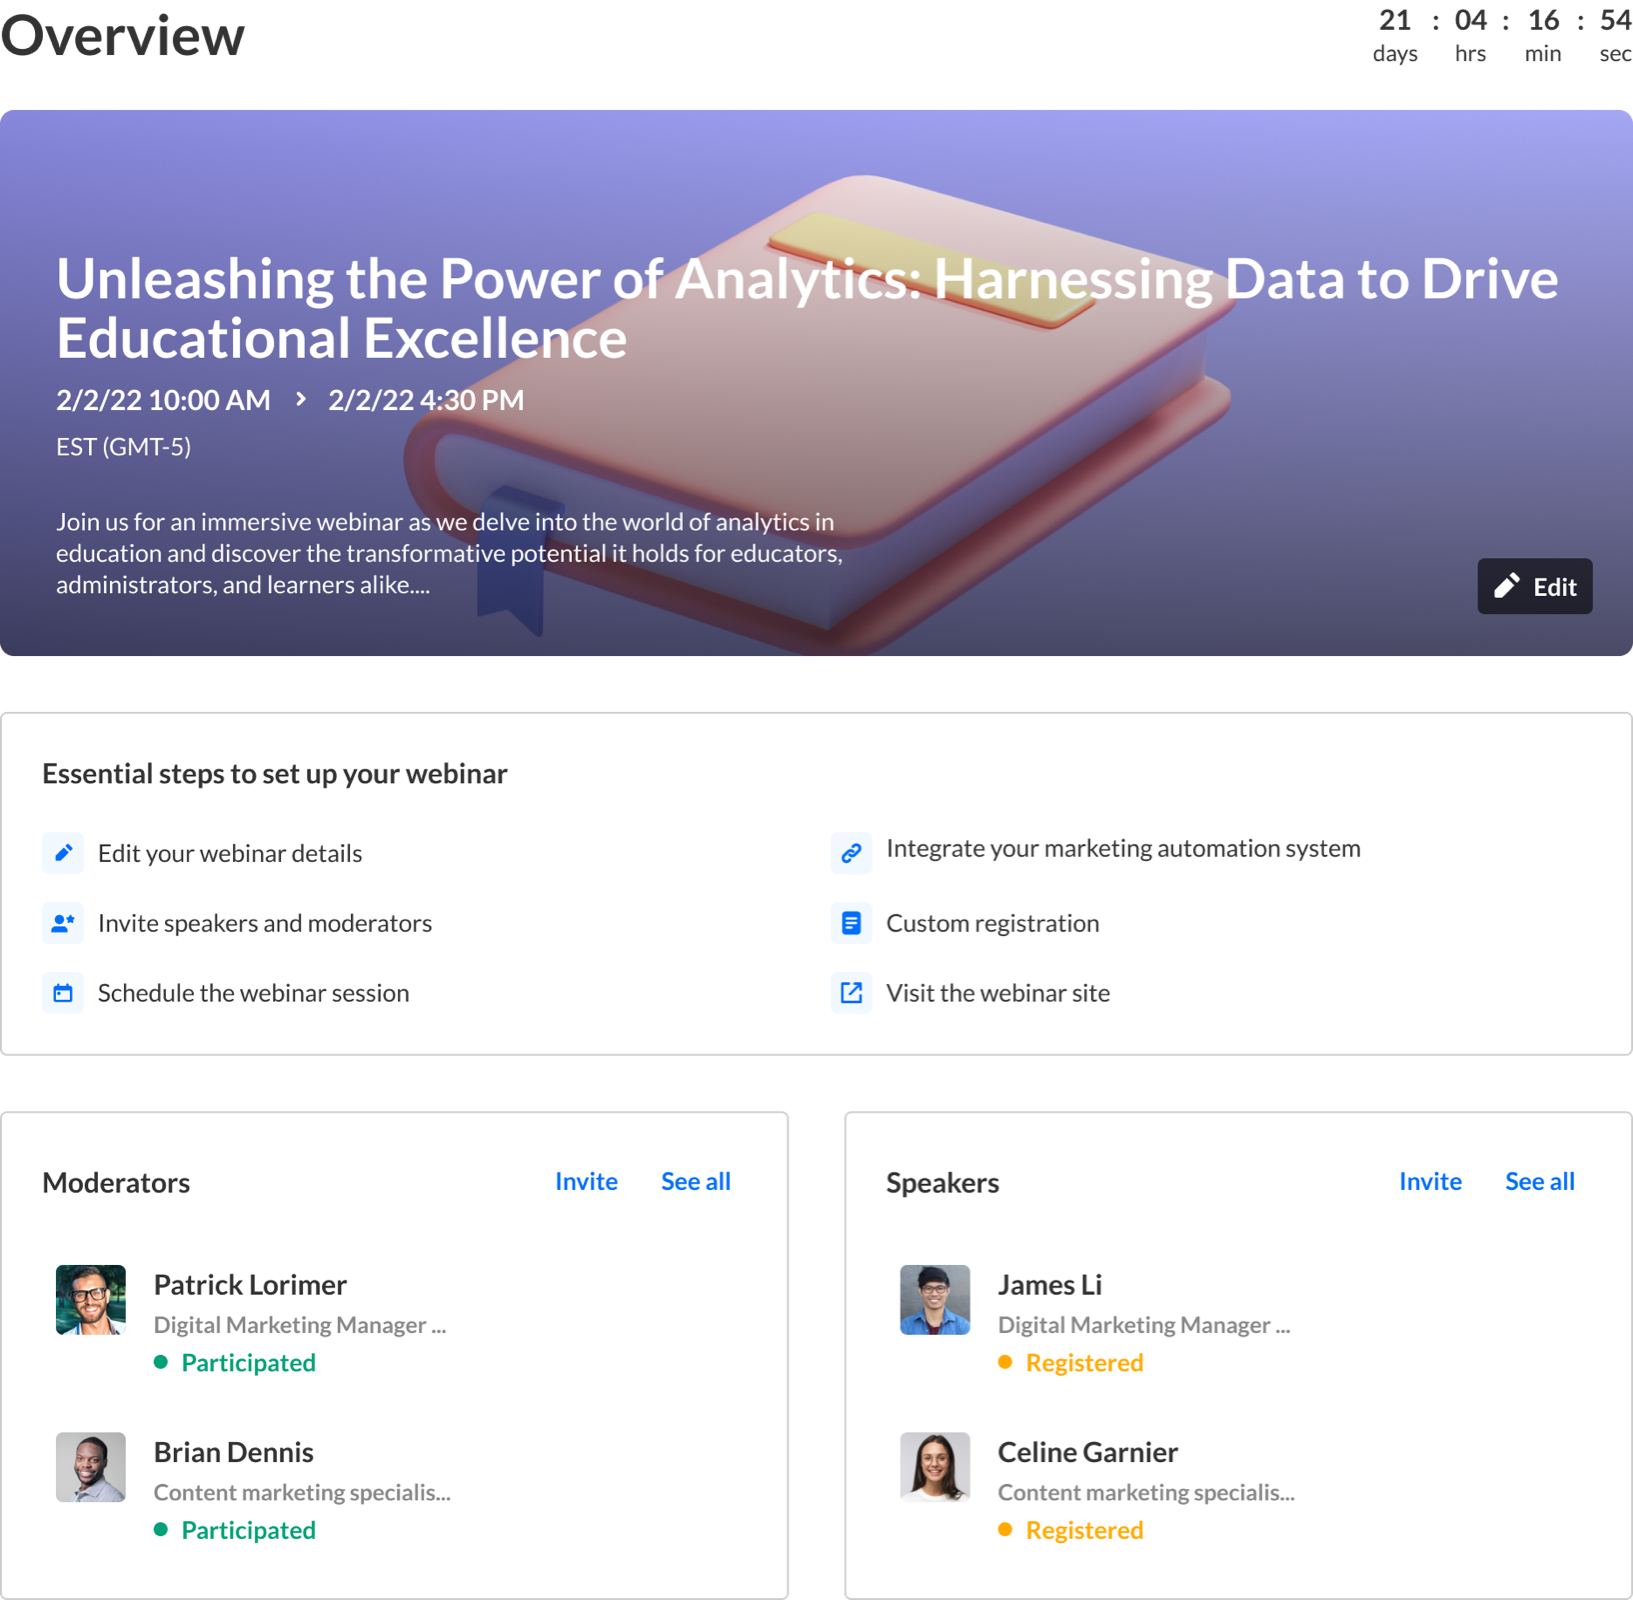 Overview
21 : 04 : 16 : 54
days hrs min sec
Unleashing the Power of Analytics: Harnessing Data to Drive
Educational Excellence
2/2/22 10:00 AM > 2/2/22 4:30 PM
EST (GMT-5)
Join us for an immersive webinar as we delve into the world of analytics in
education and discover the transformative potential it holds for educators,
administrators, and learners alike....
Edit
Essential steps to set up your webinar
Edit your webinar details
Invite speakers and moderators
Schedule the webinar session
Integrate your marketing automation system
Custom registration
Visit the webinar site
Moderators Invite See all
Patrick Lorimer
Digital Marketing Manager ...
Participated
Brian Dennis
Content marketing specialis...
Participated
Speakers Invite See all
James Li
Digital Marketing Manager ...
Registered
Celine Garnier
Content marketing specialis...
Registered